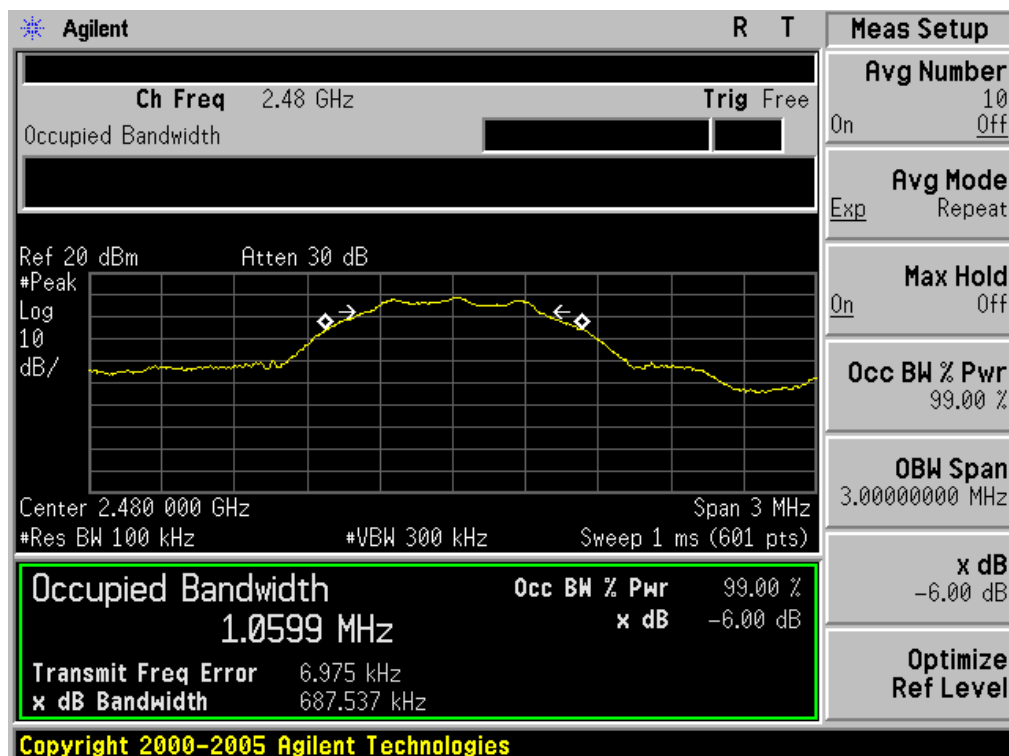 Agilent R T
Ch Freq 2.48 GHz Trig Free
Occupied Bandwidth
Ref 20 dBm Atten 30 dB
#Peak
Log
10
dB/
Center 2.480 000 GHz Span 3 MHz
#Res BW 100 kHz #VBW 300 kHz Sweep 1 ms (601 pts)
Occupied Bandwidth Occ BW % Pwr 99.00 %
1.0599 MHz x dB -6.00 dB
Transmit Freq Error 6.975 kHz
x dB Bandwidth 687.537 kHz
Copyright 2000-2005 Agilent Technologies
Meas Setup
Avg Number
10
On Off
Avg Mode
Exp Repeat
Max Hold
On Off
Occ BW % Pwr
99.00 %
OBW Span
3.00000000 MHz
x dB
-6.00 dB
Optimize
Ref Level